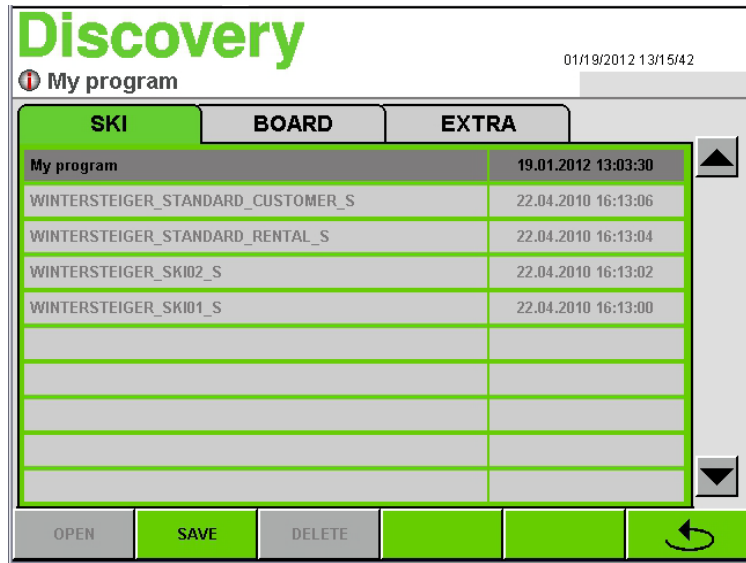 Discovery
01/19/2012 13/15/42
My program
SKI BOARD EXTRA
My program 19.01.2012 13:03:30
WINTERSTEIGER_STANDARD_CUSTOMER_S 22.04.2010 16:13:06
WINTERSTEIGER_STANDARD_RENTAL_S 22.04.2010 16:13:04
WINTERSTEIGER_SKI02_S 22.04.2010 16:13:02
WINTERSTEIGER_SKI01_S 22.04.2010 16:13:00
OPEN SAVE DELETE